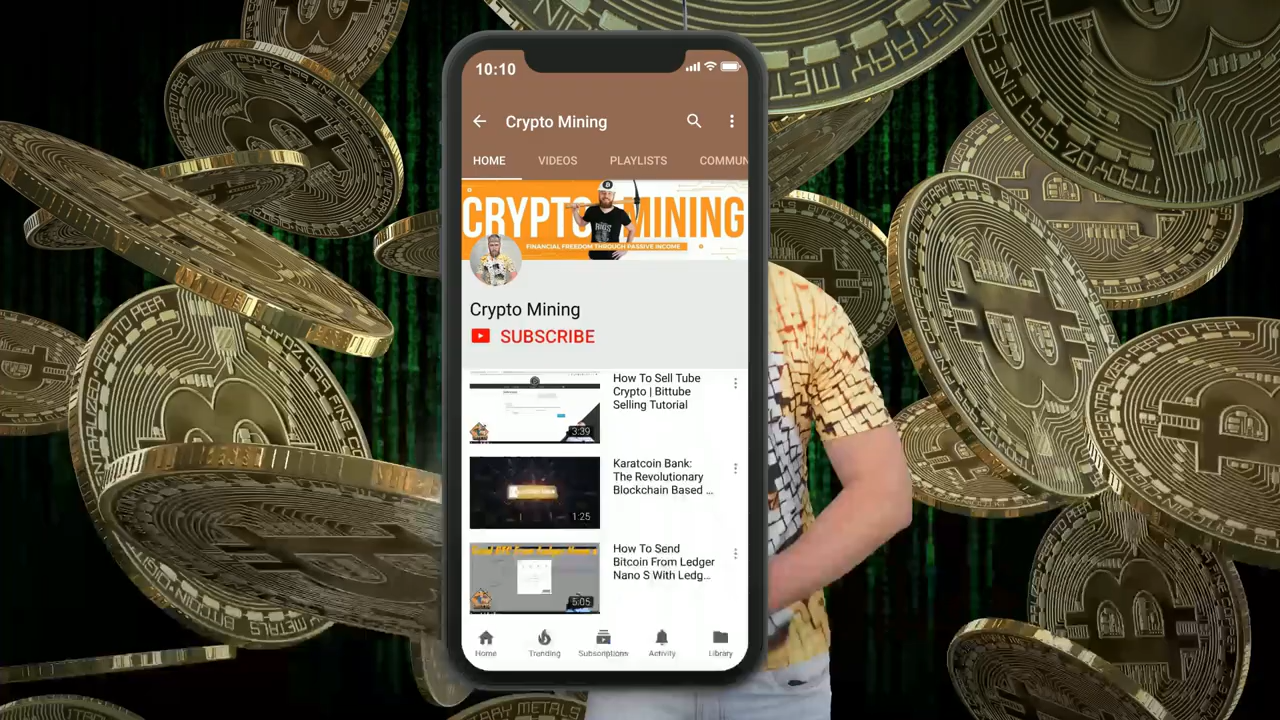 10:10
Crypto Mining
HOME VIDEOS PLAYLISTS COMMUN
CRYPTO MINING
FINANCIAL FREEDOM THROUGH PASSIVE INCOME
Crypto Mining
SUBSCRIBE
How To Sell Tube
Crypto | Bittube
Selling Tutorial
3:39
Karatcoin Bank:
The Revolutionary
Blockchain Based ...
1:25
How To Send
Bitcoin From Ledger
Nano S With Ledg...
5:05
Home Trending Subscriptions Activity Library